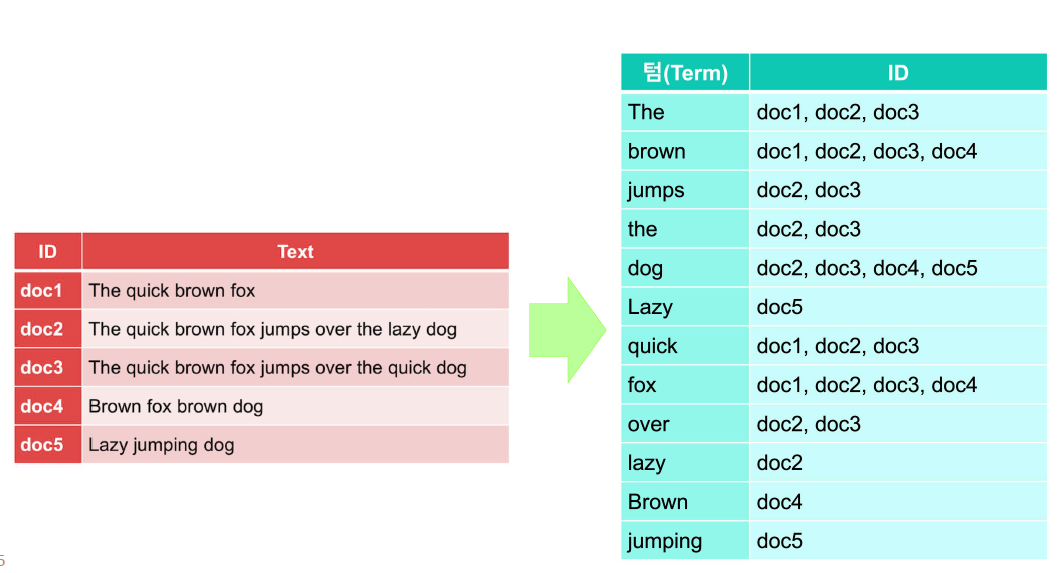 ID Text
doc1 The quick brown fox
doc2 The quick brown fox jumps over the lazy dog
doc3 The quick brown fox jumps over the quick dog
doc4 Brown fox brown dog
doc5 Lazy jumping dog
텀(Term) ID
The doc1, doc2, doc3
brown doc1, doc2, doc3, doc4
jumps doc2, doc3
the doc2, doc3
dog doc2, doc3, doc4, doc5
Lazy doc5
quick doc1, doc2, doc3
fox doc1, doc2, doc3, doc4
over doc2, doc3
lazy doc2
Brown doc4
jumping doc5